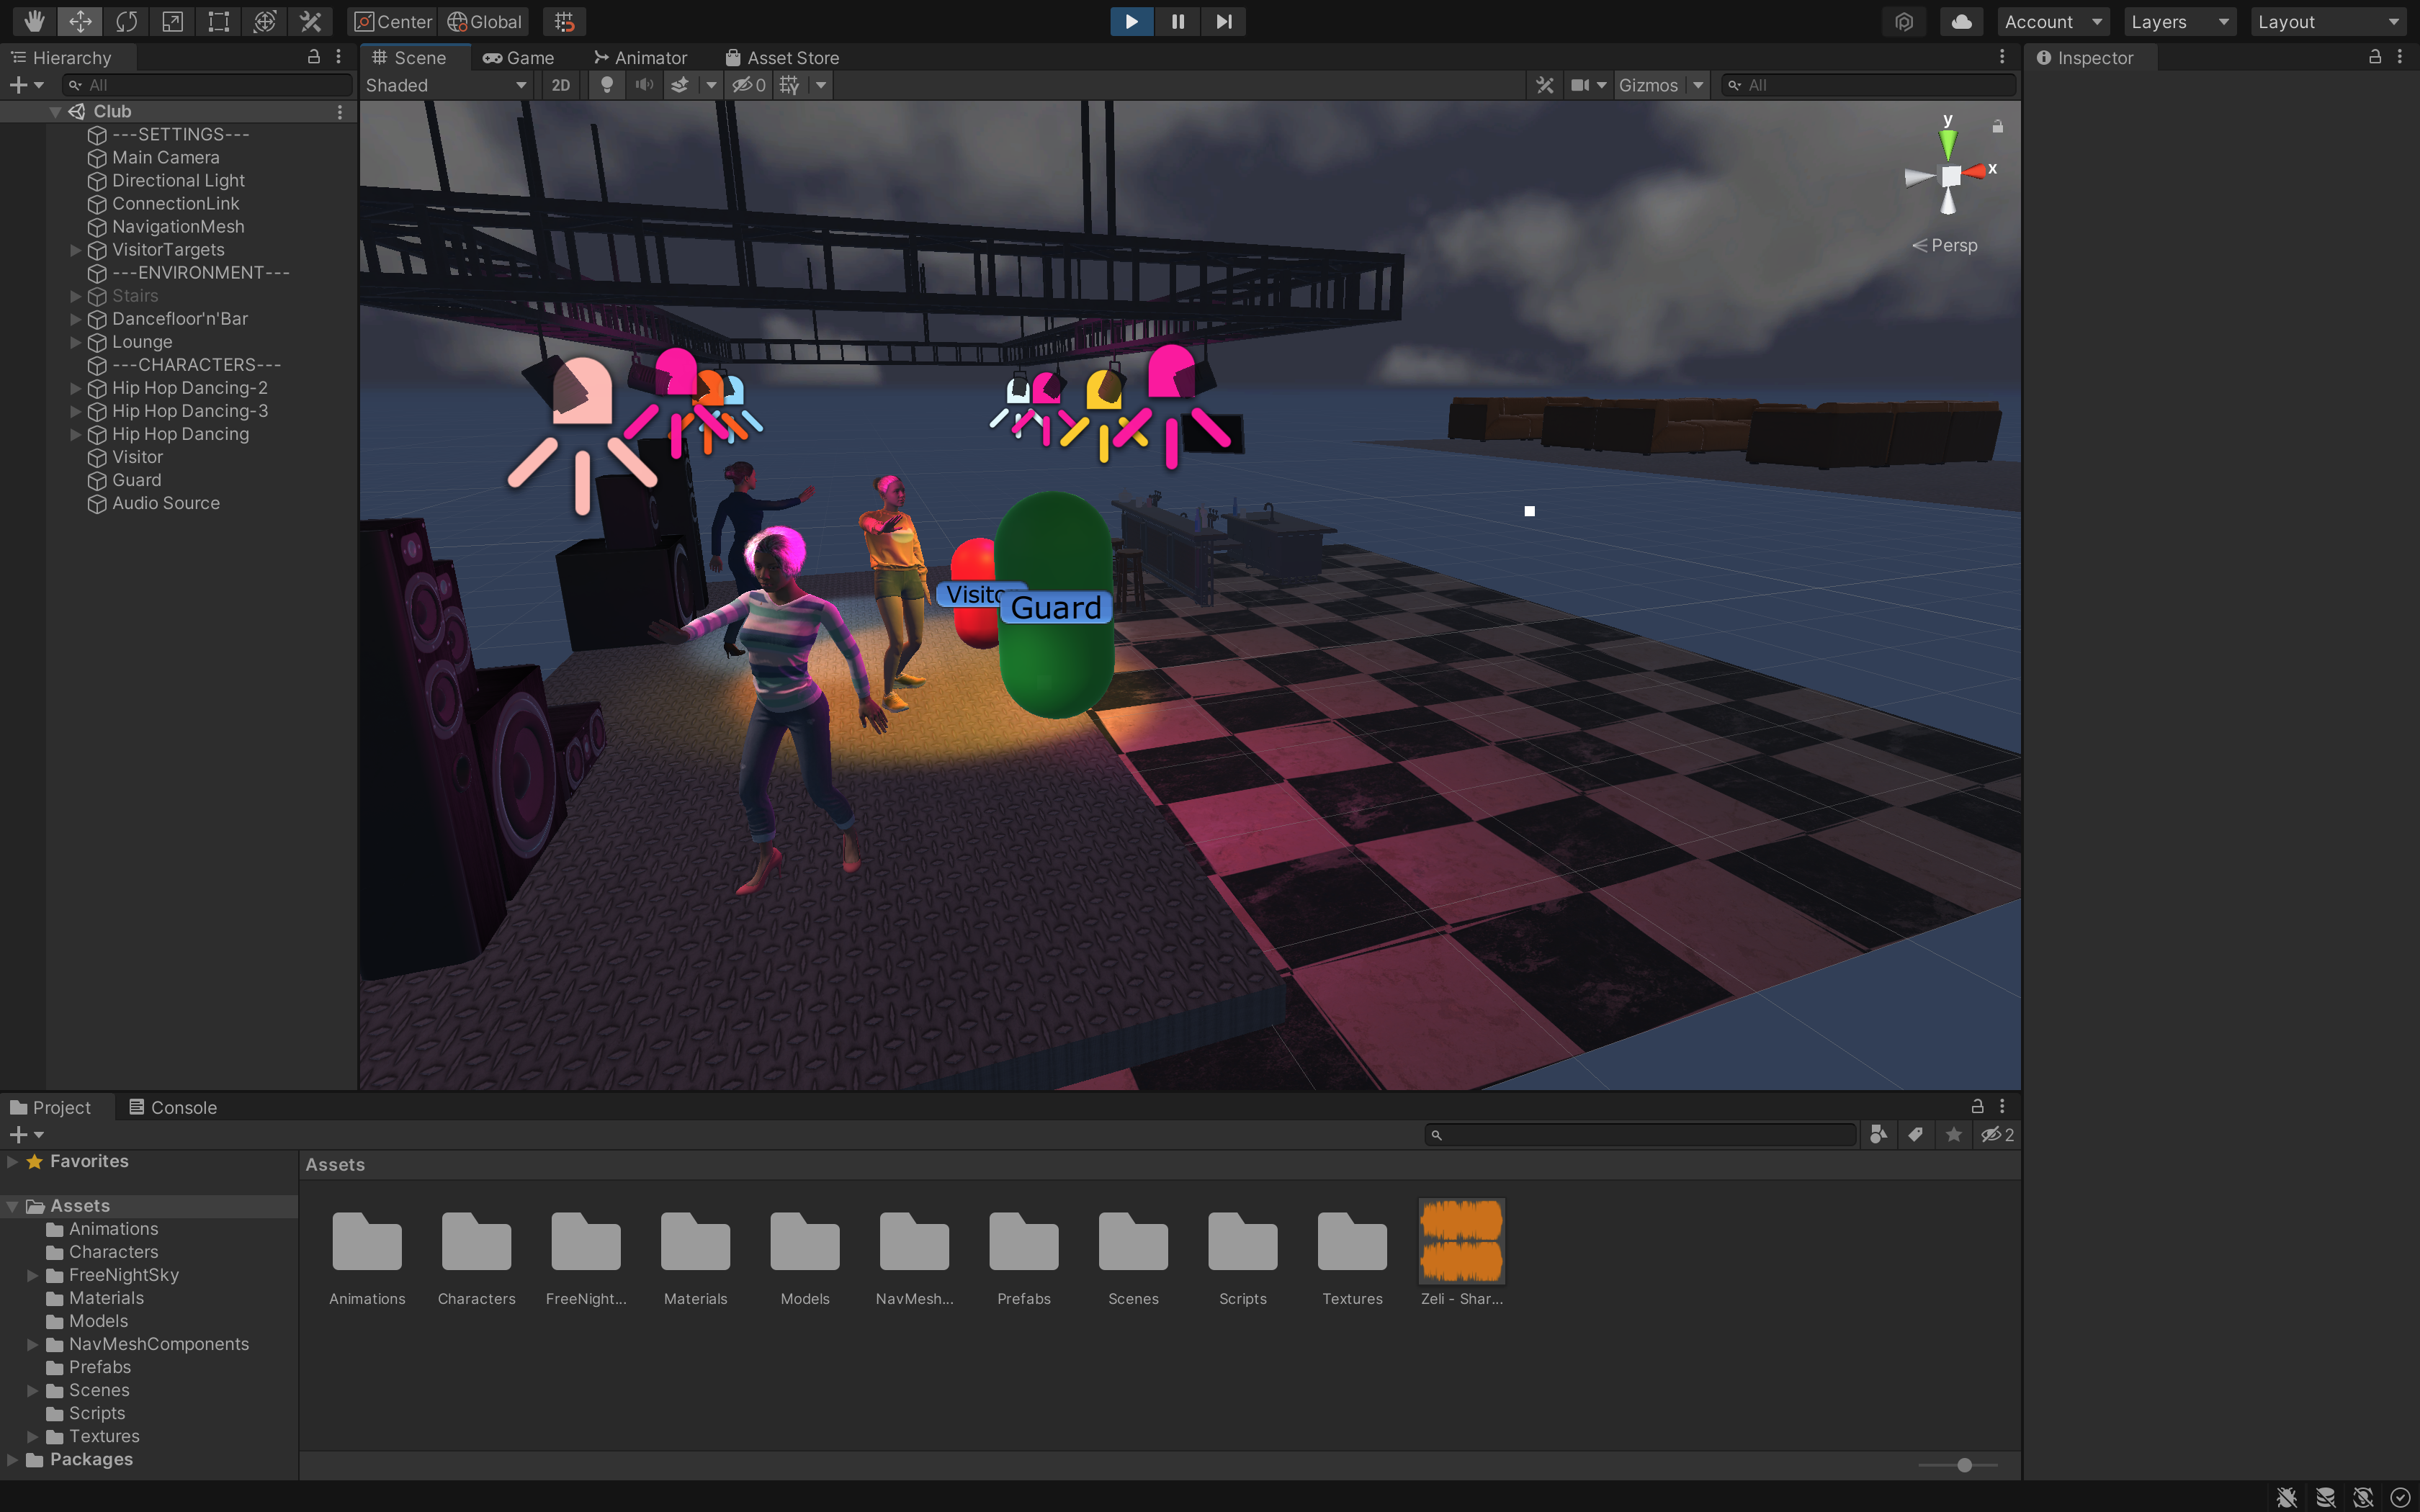 Center
Global
Account
Layers
Layout
Hierarchy
All
Club
---SETTINGS---
Main Camera
Directional Light
ConnectionLink
NavigationMesh
VisitorTargets
---ENVIRONMENT---
Stairs
Dancefloor'n'Bar
Lounge
---CHARACTERS---
Hip Hop Dancing-2
Hip Hop Dancing-3
Hip Hop Dancing
Visitor
Guard
Audio Source
Scene
Game
Animator
Asset Store
Shaded
2D
0
Gizmos
All
y
x
Persp
Guard
Inspector
Project
Console
2
Favorites
Assets
Animations
Characters
FreeNightSky
Materials
Models
NavMeshComponents
Prefabs
Scenes
Scripts
Textures
Packages
Assets
Animations
Characters
FreeNight...
Materials
Models
NavMesh...
Prefabs
Scenes
Scripts
Textures
Zeli - Shar...